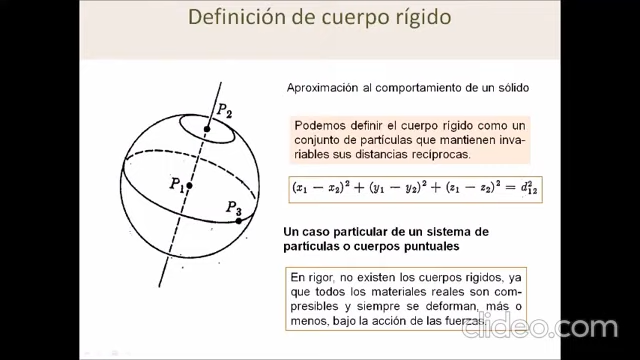 Definición de cuerpo rígido
Aproximación al comportamiento de un sólido
P₂
P₁
P₃
Podemos definir el cuerpo rígido como un
conjunto de partículas que mantienen inva-
riables sus distancias recíprocas.
(x₁ − x₂)² + (y₁ − y₂)² + (z₁ − z₂)² = d²₁₂
Un caso particular de un sistema de
partículas o cuerpos puntuales
En rigor, no existen los cuerpos rigidos, ya
que todos los materiales reales son com-
presibles y siempre se deforman, más o
menos, bajo la acción de las fuerzas.
clideo.com